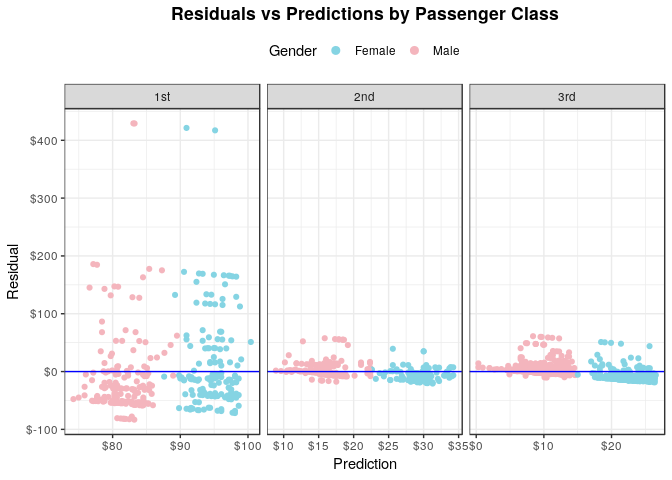 Residuals vs Predictions by Passenger Class
Gender Female Male
1st 2nd 3rd
$400
$300
$200
$100
$0
$-100
$80 $90 $100 $10 $15 $20 $25 $30 $35 $0 $10 $20
Residual
Prediction